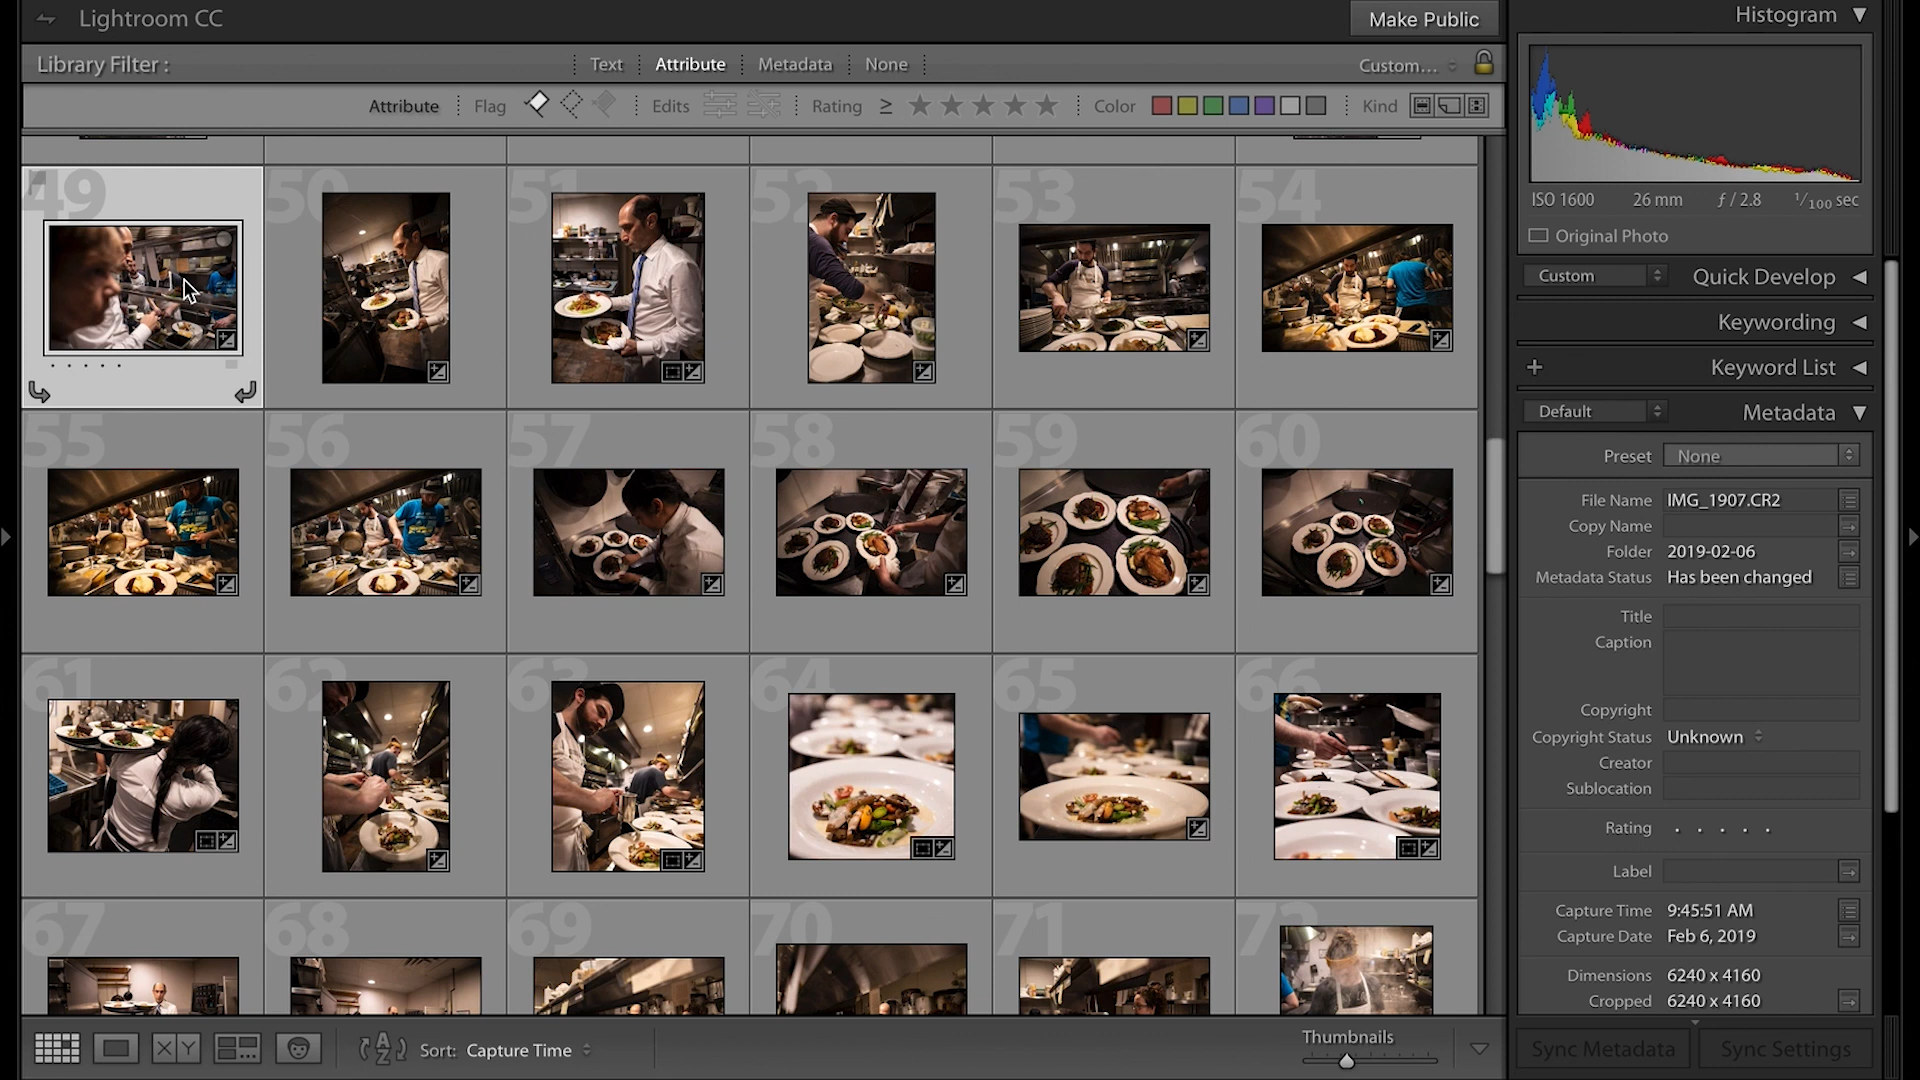 Lightroom CC
Make Public
Histogram
Library Filter :
Text
Attribute
Metadata
None
Custom...
Attribute
Flag
Edits
Rating
≥
Color
Kind
ISO 1600
26 mm
ƒ / 2.8
1/100 sec
Original Photo
Custom
Quick Develop
Keywording
Keyword List
Default
Metadata
Preset
None
File Name
IMG_1907.CR2
Copy Name
Folder
2019-02-06
Metadata Status
Has been changed
Title
Caption
Copyright
Copyright Status
Unknown
Creator
Sublocation
Rating
Label
Capture Time
9:45:51 AM
Capture Date
Feb 6, 2019
Dimensions
6240 x 4160
Cropped
6240 x 4160
49
50
51
52
53
54
55
56
57
58
59
60
61
62
63
64
65
66
67
68
69
70
71
72
XY
Sort:
Capture Time
Thumbnails
Sync Metadata
Sync Settings